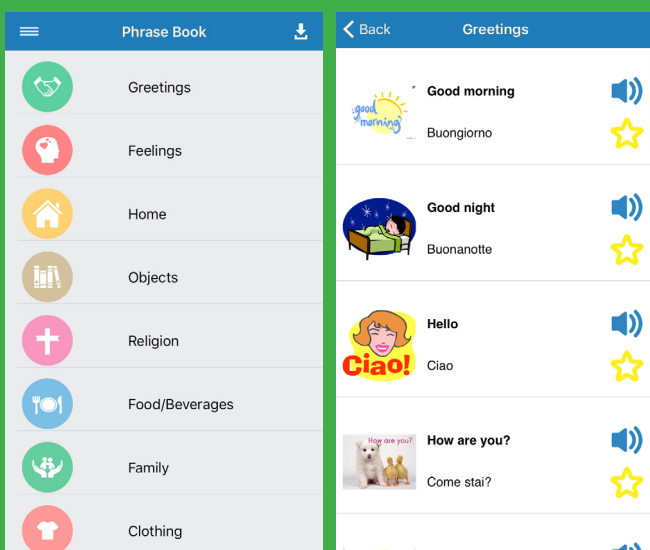 Phrase Book
Greetings
Feelings
Home
Objects
Religion
Food/Beverages
Family
Clothing
Back
Greetings
good
morning
Good morning
Buongiorno
Good night
Buonanotte
Ciao!
Hello
Ciao
How are you?
How are you?
Come stai?